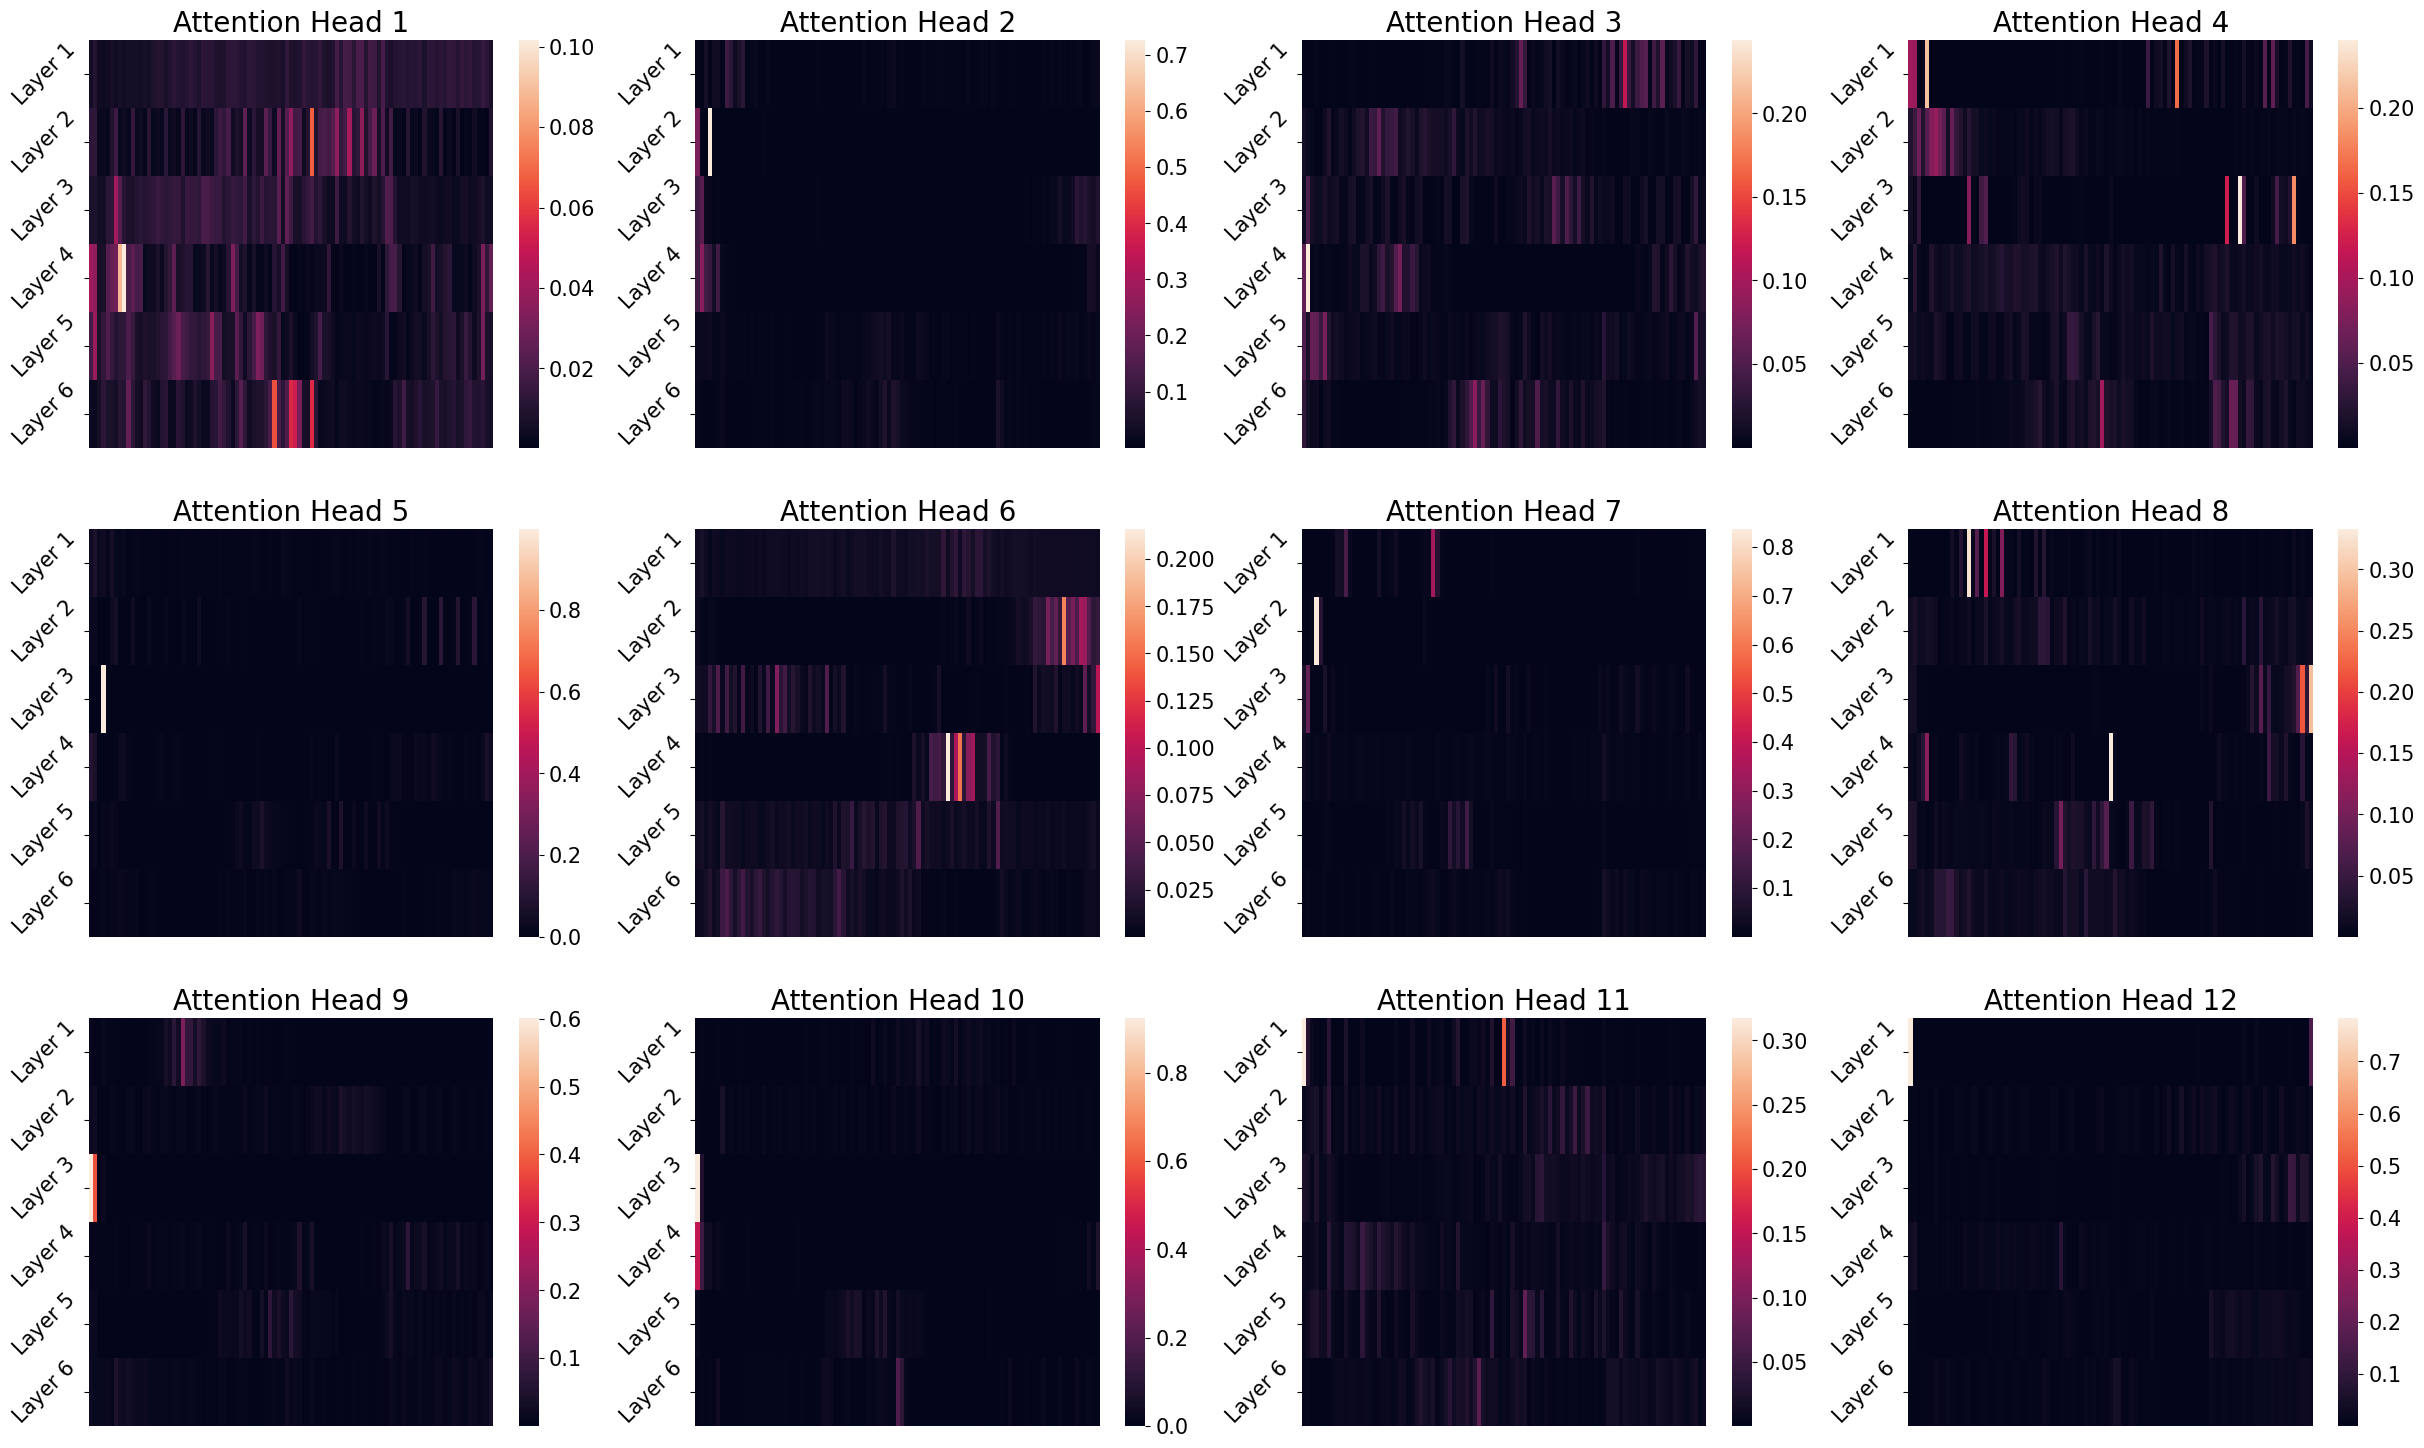 Attention Head 1
Layer 1
Layer 2
Layer 3
Layer 4
Layer 5
Layer 6
0.10
0.08
0.06
0.04
0.02
Attention Head 2
Layer 1
Layer 2
Layer 3
Layer 4
Layer 5
Layer 6
0.7
0.6
0.5
0.4
0.3
0.2
0.1
Attention Head 3
Layer 1
Layer 2
Layer 3
Layer 4
Layer 5
Layer 6
0.20
0.15
0.10
0.05
Attention Head 4
Layer 1
Layer 2
Layer 3
Layer 4
Layer 5
Layer 6
0.20
0.15
0.10
0.05
Attention Head 5
Layer 1
Layer 2
Layer 3
Layer 4
Layer 5
Layer 6
0.8
0.6
0.4
0.2
0.0
Attention Head 6
Layer 1
Layer 2
Layer 3
Layer 4
Layer 5
Layer 6
0.200
0.175
0.150
0.125
0.100
0.075
0.050
0.025
Attention Head 7
Layer 1
Layer 2
Layer 3
Layer 4
Layer 5
Layer 6
0.8
0.7
0.6
0.5
0.4
0.3
0.2
0.1
Attention Head 8
Layer 1
Layer 2
Layer 3
Layer 4
Layer 5
Layer 6
0.30
0.25
0.20
0.15
0.10
0.05
Attention Head 9
Layer 1
Layer 2
Layer 3
Layer 4
Layer 5
Layer 6
0.6
0.5
0.4
0.3
0.2
0.1
Attention Head 10
Layer 1
Layer 2
Layer 3
Layer 4
Layer 5
Layer 6
0.8
0.6
0.4
0.2
0.0
Attention Head 11
Layer 1
Layer 2
Layer 3
Layer 4
Layer 5
Layer 6
0.30
0.25
0.20
0.15
0.10
0.05
Attention Head 12
Layer 1
Layer 2
Layer 3
Layer 4
Layer 5
Layer 6
0.7
0.6
0.5
0.4
0.3
0.2
0.1